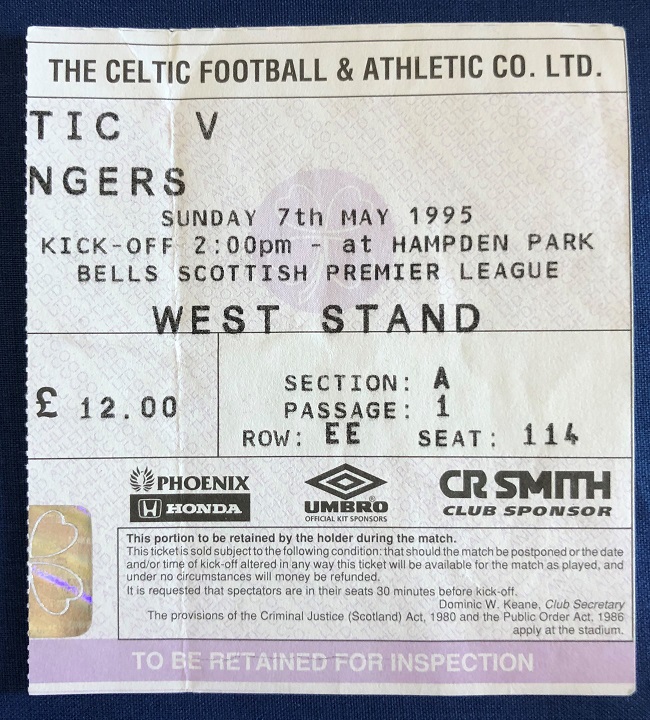 THE CELTIC FOOTBALL & ATHLETIC CO. LTD.
TIC V
NGERS
SUNDAY 7th MAY 1995
KICK-OFF 2:00pm - at HAMPDEN PARK
BELLS SCOTTISH PREMIER LEAGUE
WEST STAND
£ 12.00
SECTION: A
PASSAGE: 1
ROW: EE SEAT: 114
PHOENIX
HONDA
UMBRO®
OFFICIAL KIT SPONSORS
CR SMITH
CLUB SPONSOR
This portion to be retained by the holder during the match.
This ticket is sold subject to the following condition: that should the match be postponed or the date
and/or time of kick-off altered in any way this ticket will be available for the match as played, and
under no circumstances will money be refunded.
It is requested that spectators are in their seats 30 minutes before kick-off.
Dominic W. Keane, Club Secretary
The provisions of the Criminal Justice (Scotland) Act, 1980 and the Public Order Act, 1986
apply at the stadium.
TO BE RETAINED FOR INSPECTION